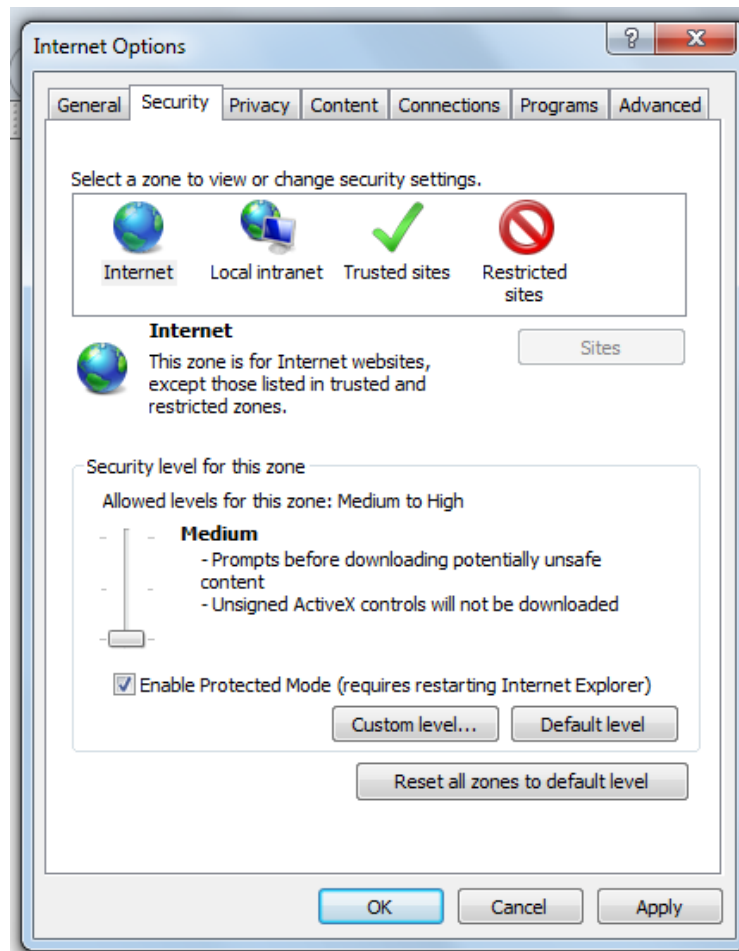 Internet Options
?
General Security Privacy Content Connections Programs Advanced
Select a zone to view or change security settings.
Internet Local intranet Trusted sites Restricted
sites
Internet
Sites
This zone is for Internet websites,
except those listed in trusted and
restricted zones.
Security level for this zone
Allowed levels for this zone: Medium to High
Medium
- Prompts before downloading potentially unsafe
content
- Unsigned ActiveX controls will not be downloaded
Enable Protected Mode (requires restarting Internet Explorer)
Custom level... Default level
Reset all zones to default level
OK Cancel Apply